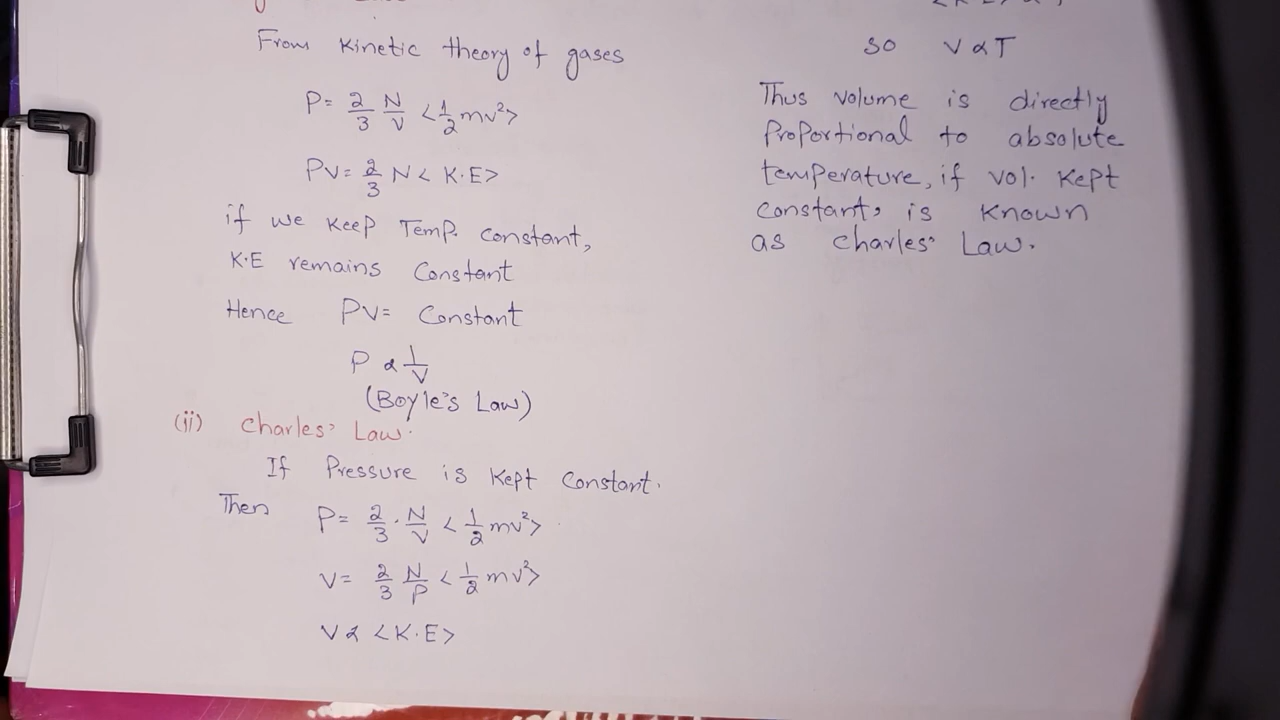 From Kinetic theory of gases
P = 2/3 N/V <1/2 mv²>
PV = 2/3 N < K.E>
if we keep Temp. constant,
K.E remains Constant
Hence PV = Constant
P ∝ 1/V
(Boyle's Law)
(ii) Charles' Law.
If Pressure is Kept Constant.
Then P = 2/3 . N/V < 1/2 mv²>
V = 2/3 N/P < 1/2 mv²>
V ∝ <K.E>
so V ∝ T
Thus volume is directly
Proportional to absolute
temperature, if vol. Kept
Constant, is Known
as Charles' Law.